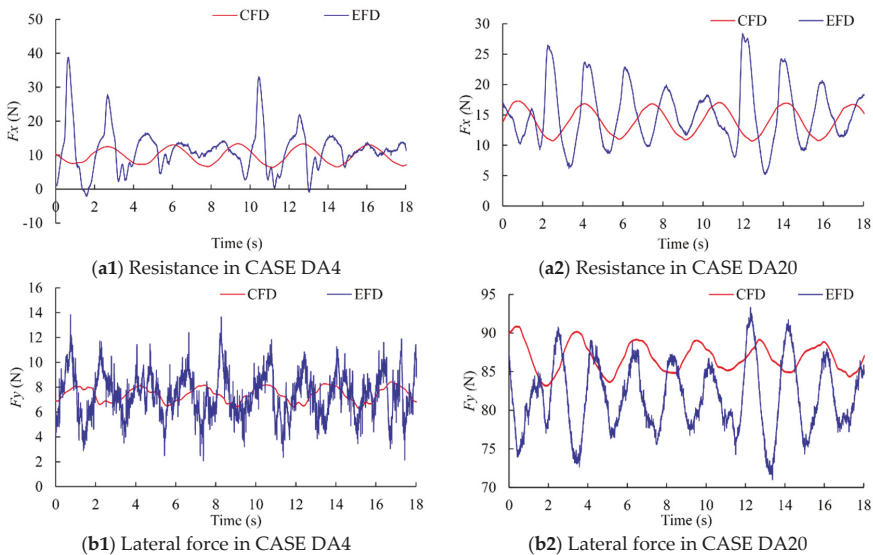 CFD EFD
50
40
30
20
10
0
-10
Fx (N)
0 2 4 6 8 10 12 14 16 18
Time (s)
(a1) Resistance in CASE DA4
CFD EFD
30
25
20
15
10
5
0
Fx (N)
0 2 4 6 8 10 12 14 16 18
Time (s)
(a2) Resistance in CASE DA20
CFD EFD
16
14
12
10
8
6
4
2
0
Fy (N)
0 2 4 6 8 10 12 14 16 18
Time (s)
(b1) Lateral force in CASE DA4
CFD EFD
95
90
85
80
75
70
Fy (N)
0 2 4 6 8 10 12 14 16 18
Time (s)
(b2) Lateral force in CASE DA20